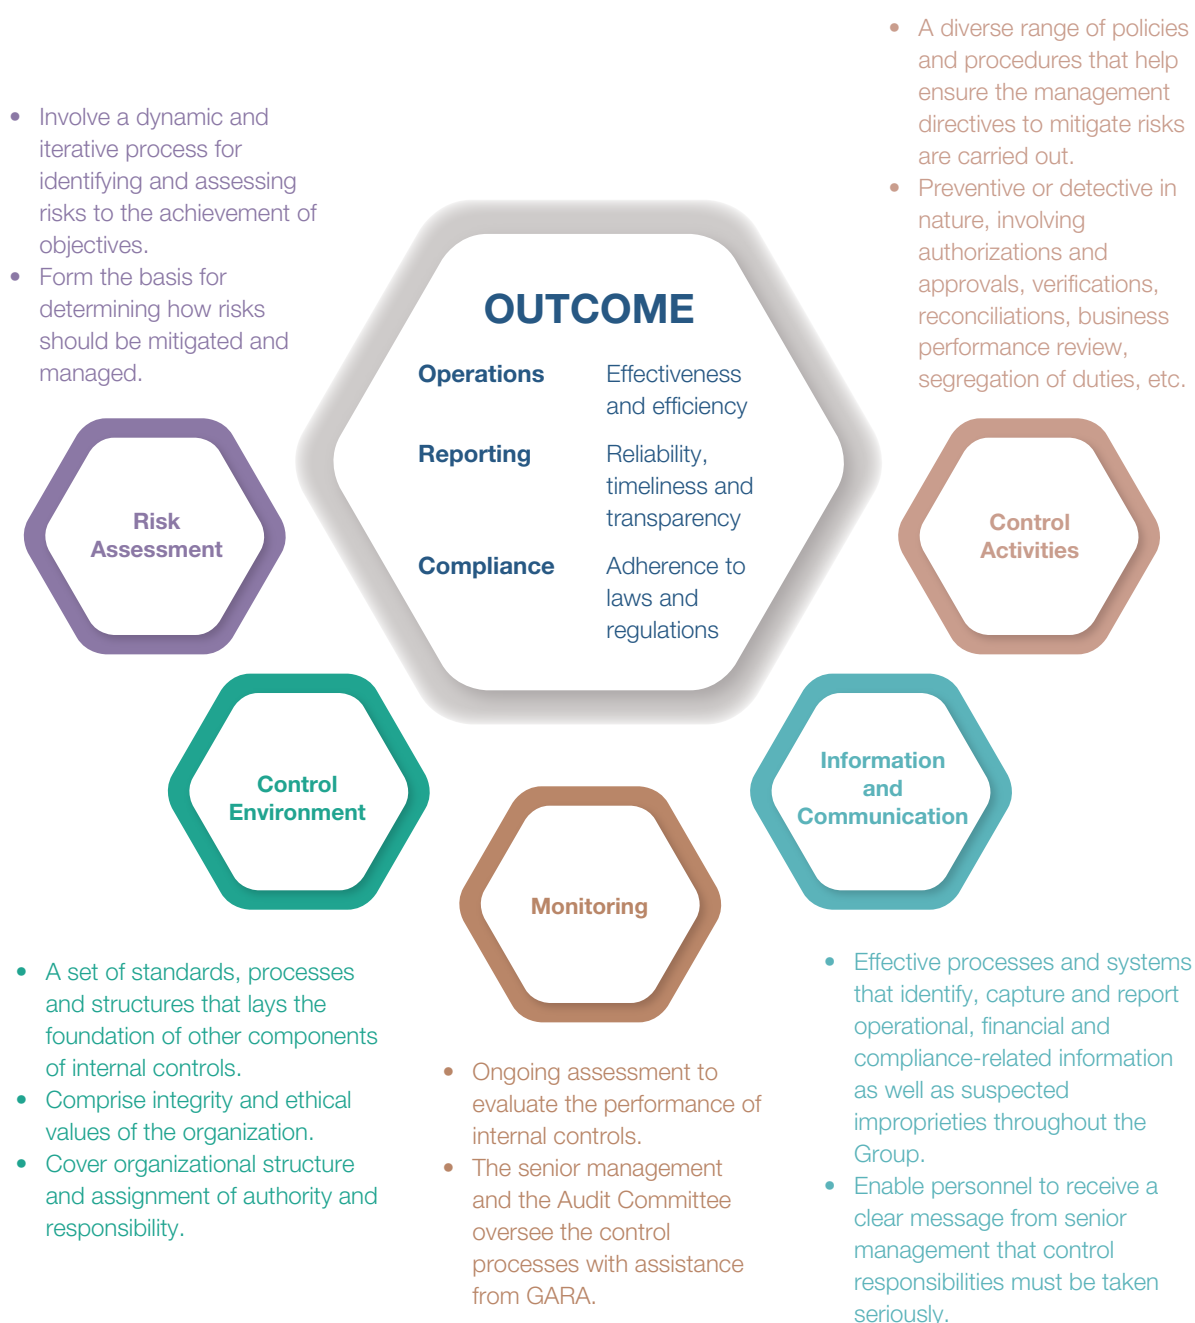 • A diverse range of policies
and procedures that help
ensure the management
directives to mitigate risks
are carried out.
• Preventive or detective in
nature, involving
authorizations and
approvals, verifications,
reconciliations, business
performance review,
segregation of duties, etc.
• Involve a dynamic and
iterative process for
identifying and assessing
risks to the achievement of
objectives.
• Form the basis for
determining how risks
should be mitigated and
managed.
OUTCOME
Operations Effectiveness
and efficiency
Reporting Reliability,
timeliness and
transparency
Compliance Adherence to
laws and
regulations
Risk
Assessment
Control
Activities
Control
Environment
Information
and
Communication
Monitoring
• A set of standards, processes
and structures that lays the
foundation of other components
of internal controls.
• Comprise integrity and ethical
values of the organization.
• Cover organizational structure
and assignment of authority and
responsibility.
• Ongoing assessment to
evaluate the performance of
internal controls.
• The senior management
and the Audit Committee
oversee the control
processes with assistance
from GARA.
• Effective processes and systems
that identify, capture and report
operational, financial and
compliance-related information
as well as suspected
improprieties throughout the
Group.
• Enable personnel to receive a
clear message from senior
management that control
responsibilities must be taken
seriously.